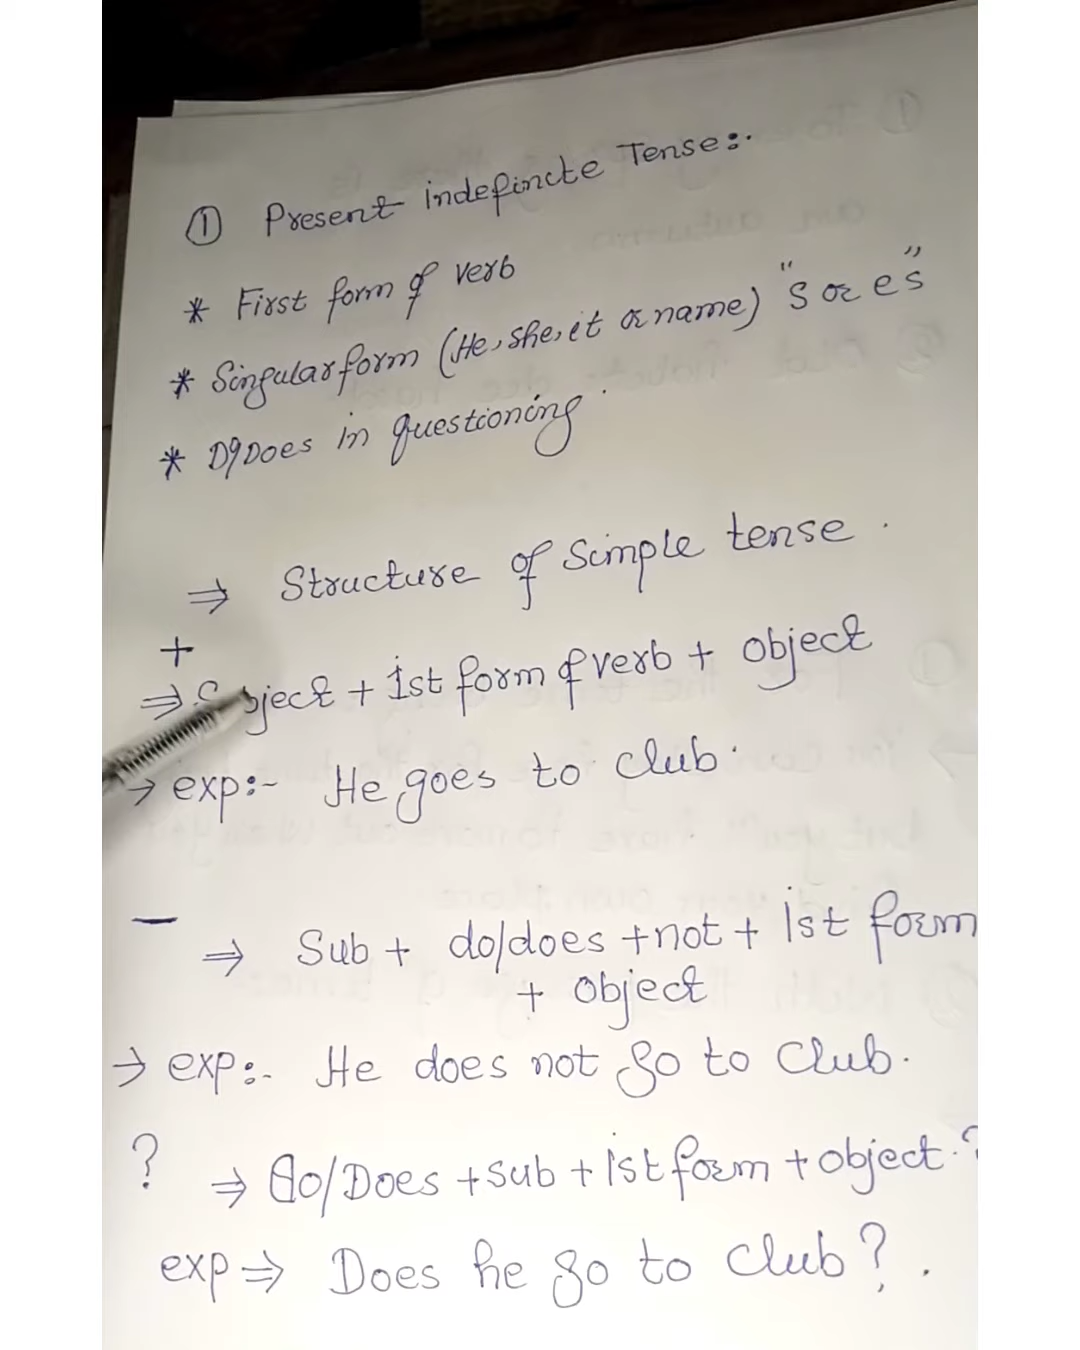 ① Present indefincte Tense:-
* First form of verb
* Singular form (He, she, it or name) "s or es"
* Do/Does in questioning
⇒ Structure of Simple tense.
+
⇒ Subject + 1st form of verb + object
→ exp:- He goes to club.
-
⇒ Sub + do/does + not + 1st form
+ object
→ exp:- He does not go to club.
?
⇒ Do/Does + sub + 1st form + object.?
exp ⇒ Does he go to club?.